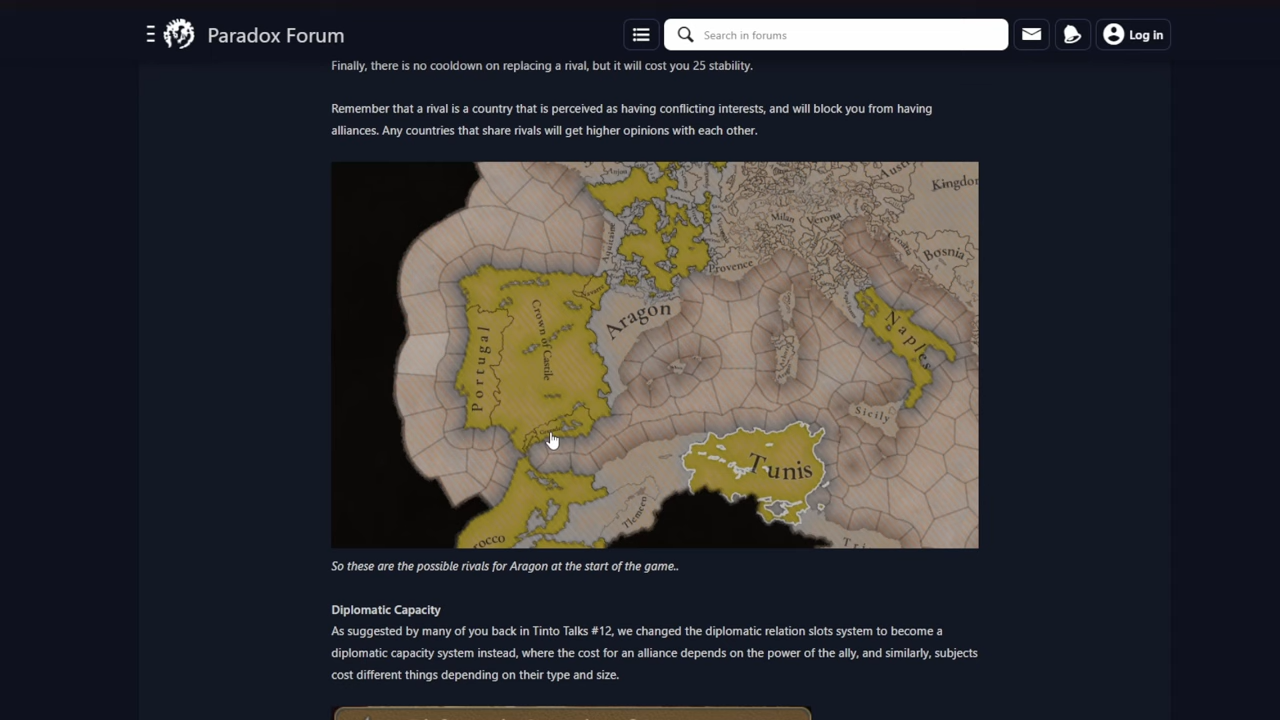 Paradox Forum
Search in forums
Log in
Finally, there is no cooldown on replacing a rival, but it will cost you 25 stability.
Remember that a rival is a country that is perceived as having conflicting interests, and will block you from having
alliances. Any countries that share rivals will get higher opinions with each other.
Anjou
Kingdo
Milan
Verona
Aquitaine
Croatia
Bosnia
Provence
Aragon
Crown of Castile
Portugal
Naples
Sicily
Tunis
Tlemcen
rocco
Tri
So these are the possible rivals for Aragon at the start of the game..
Diplomatic Capacity
As suggested by many of you back in Tinto Talks #12, we changed the diplomatic relation slots system to become a
diplomatic capacity system instead, where the cost for an alliance depends on the power of the ally, and similarly, subjects
cost different things depending on their type and size.